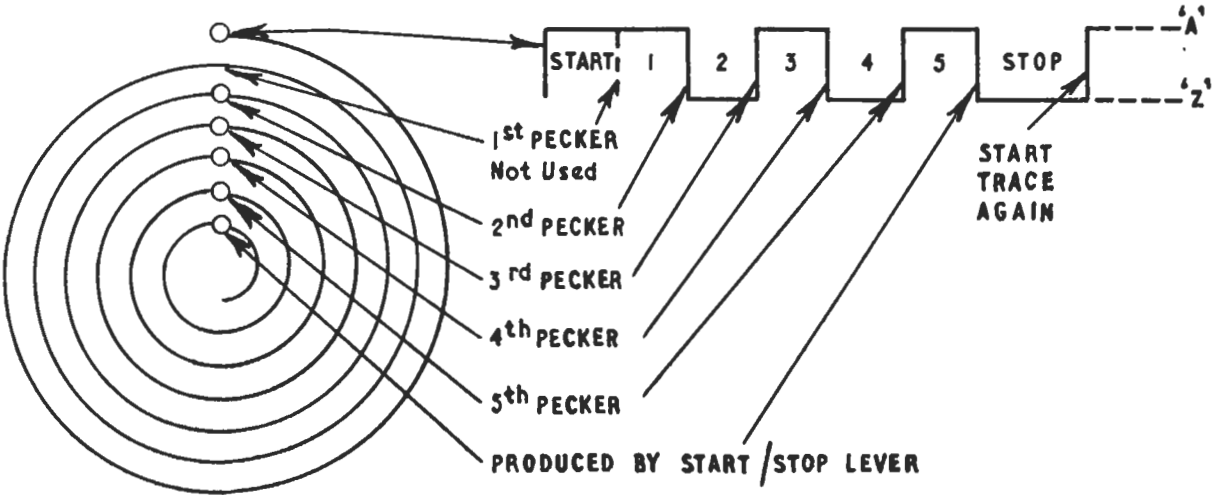 'A'
START 1 2 3 4 5 STOP
'Z'
1st PECKER
Not Used
START
TRACE
AGAIN
2nd PECKER
3rd PECKER
4th PECKER
5th PECKER
PRODUCED BY START/STOP LEVER